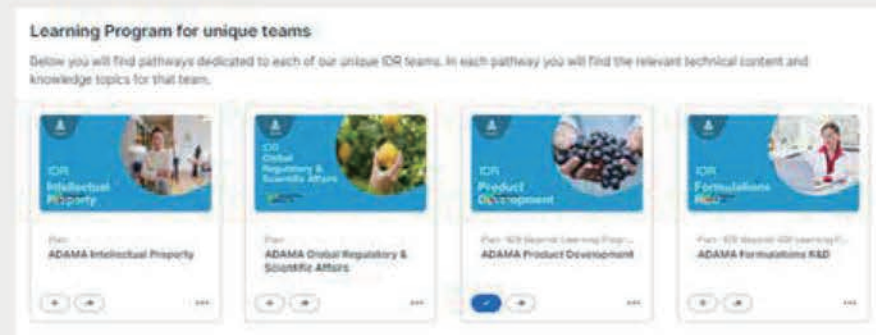 Learning Program for unique teams
Below you will find pathways dedicated to each of our unique IDR teams. In each pathway you will find the relevant technical content and
knowledge topics for that team.
IDR
Intellectual
Property
IDR
Global
Regulatory &
Scientific Affairs
IDR
Product
Development
IDR
Formulations
R&D
Plan
ADAMA Intellectual Property
Plan
ADAMA Global Regulatory &
Scientific Affairs
Plan
ADAMA Product Development
Plan
ADAMA Formulations R&D